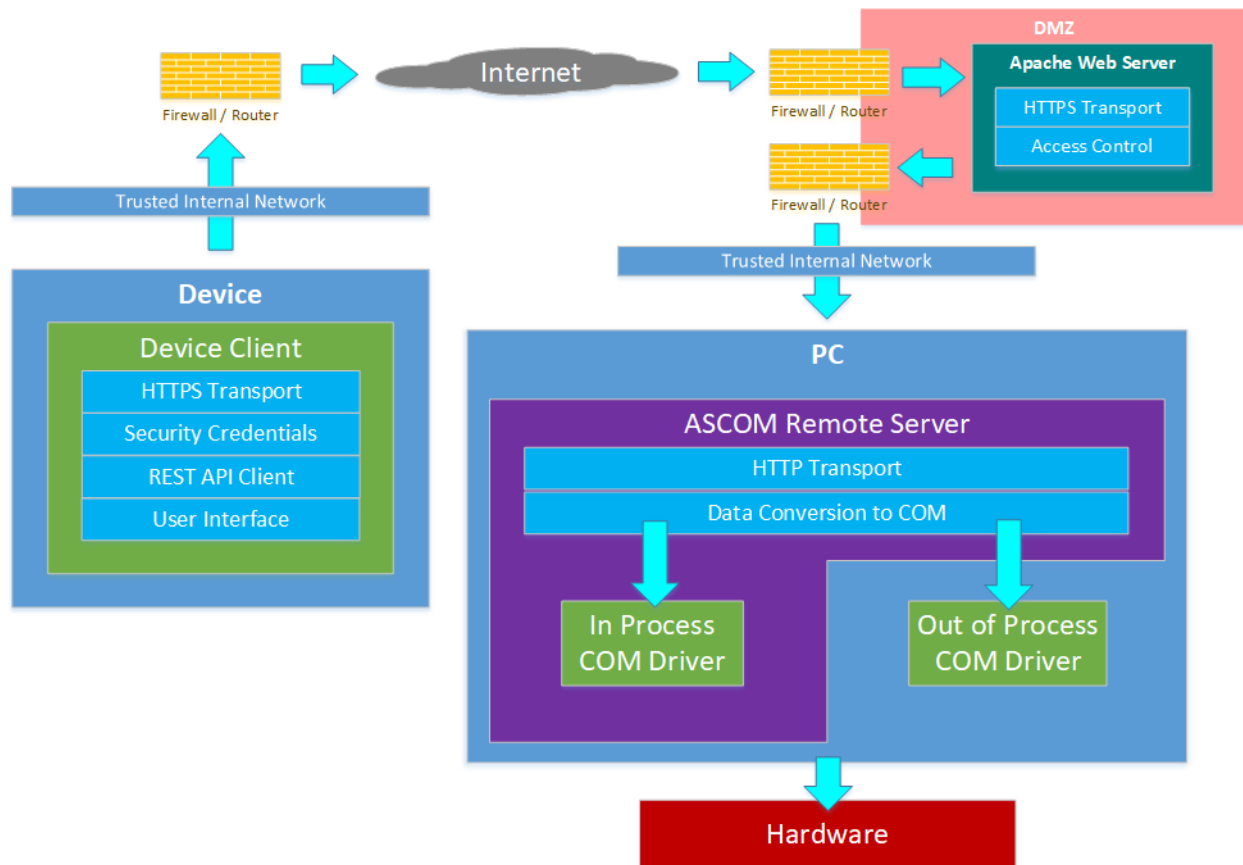 DMZ
Internet
Apache Web Server
HTTPS Transport
Access Control
Firewall / Router
Firewall / Router
Firewall / Router
Trusted Internal Network
Trusted Internal Network
Device
Device Client
HTTPS Transport
Security Credentials
REST API Client
User Interface
PC
ASCOM Remote Server
HTTP Transport
Data Conversion to COM
In Process
COM Driver
Out of Process
COM Driver
Hardware